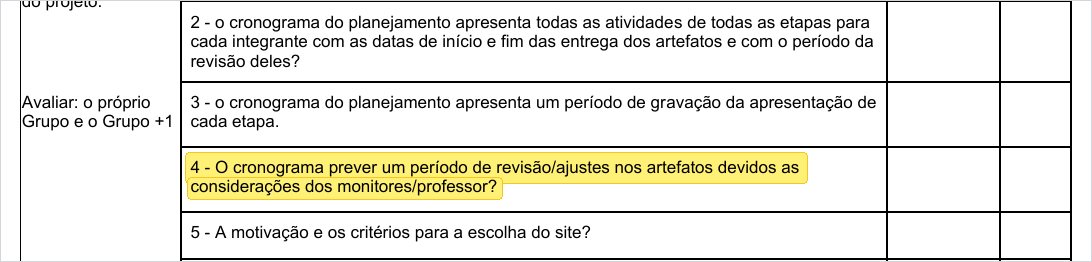 do projeto.
2 - o cronograma do planejamento apresenta todas as atividades de todas as etapas para
cada integrante com as datas de início e fim das entrega dos artefatos e com o período da
revisão deles?
Avaliar: o próprio
Grupo e o Grupo +1
3 - o cronograma do planejamento apresenta um período de gravação da apresentação de
cada etapa.
4 - O cronograma prever um período de revisão/ajustes nos artefatos devidos as
considerações dos monitores/professor?
5 - A motivação e os critérios para a escolha do site?